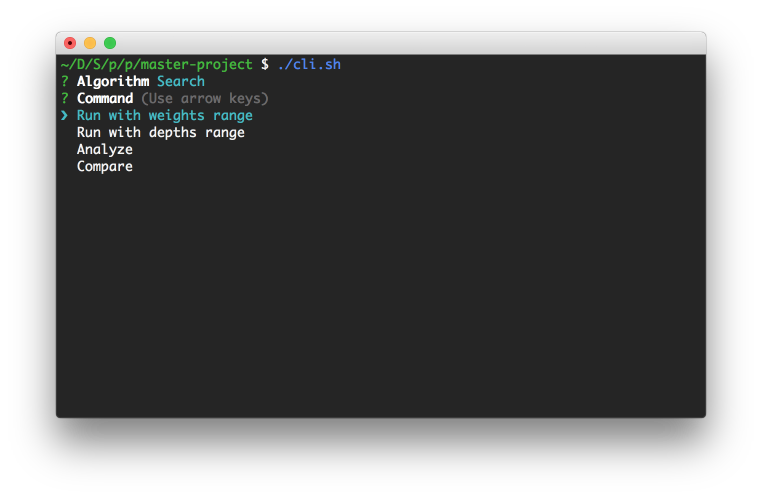 ~/D/S/p/p/master-project $ ./cli.sh
? Algorithm Search
? Command (Use arrow keys)
❯ Run with weights range
Run with depths range
Analyze
Compare